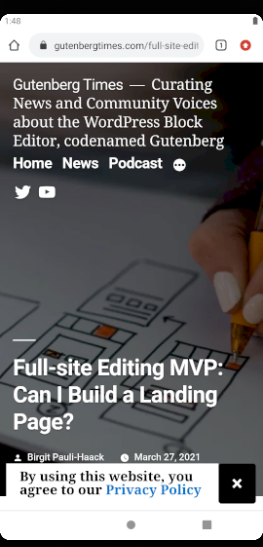 1:48
gutenbergtimes.com/full-site-edit
1
Gutenberg Times — Curating
News and Community Voices
about the WordPress Block
Editor, codenamed Gutenberg
Home News Podcast
Full-site Editing MVP:
Can I Build a Landing
Page?
Birgit Pauli-Haack March 27, 2021
By using this website, you
agree to our Privacy Policy